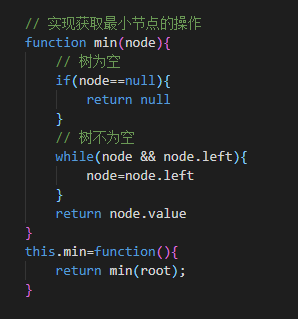 // 实现获取最小节点的操作
function min(node){
    // 树为空
    if(node==null){
        return null
    }
    // 树不为空
    while(node && node.left){
        node=node.left
    }
    return node.value
}
this.min=function(){
    return min(root);
}